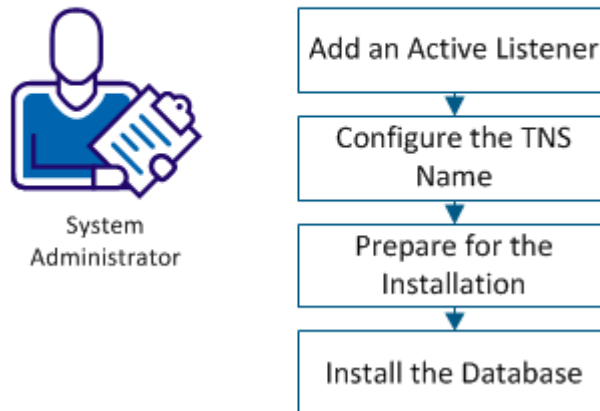 System
Administrator
Add an Active Listener
Configure the TNS
Name
Prepare for the
Installation
Install the Database